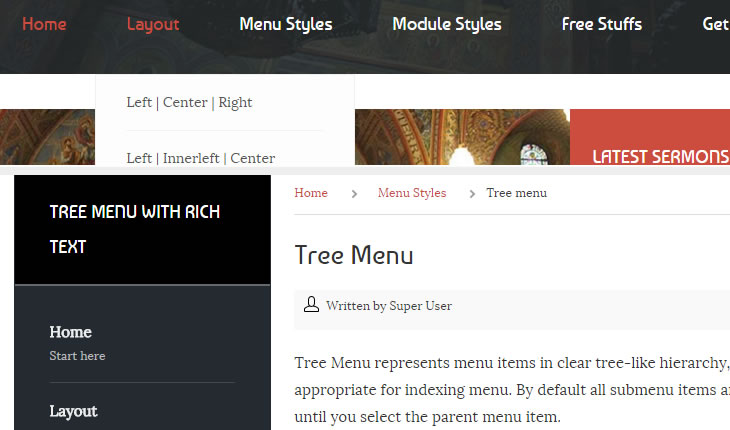 Home Layout Menu Styles Module Styles Free Stuffs Get
Left | Center | Right
Left | Innerleft | Center
LATEST SERMONS
TREE MENU WITH RICH
TEXT
Home
Start here
Layout
Home > Menu Styles > Tree menu
Tree Menu
Written by Super User
Tree Menu represents menu items in clear tree-like hierarchy,
appropriate for indexing menu. By default all submenu items
until you select the parent menu item.